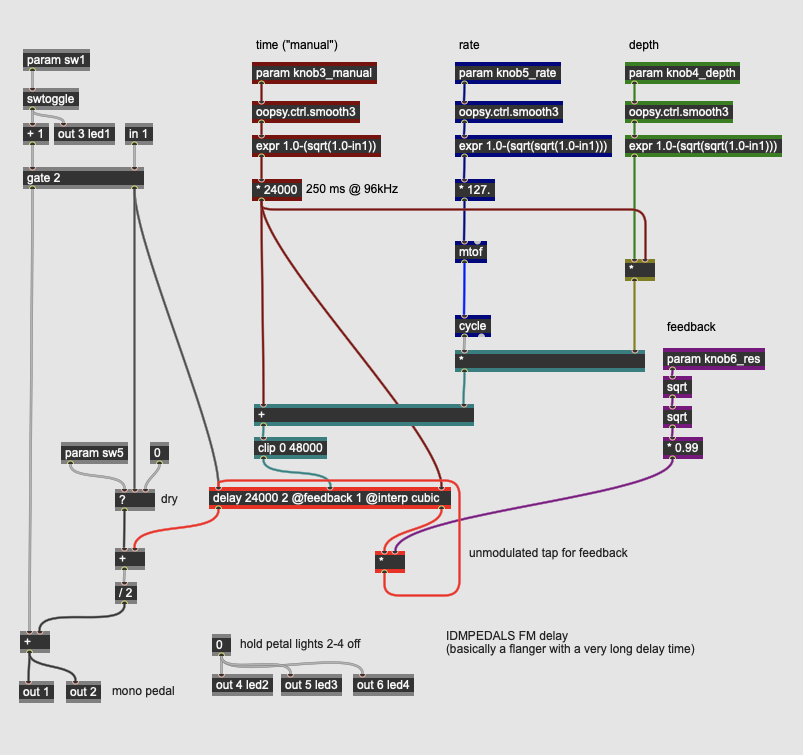 time ("manual")
rate
depth
param sw1
param knob3_manual
param knob5_rate
param knob4_depth
swtoggle
oopsy.ctrl.smooth3
oopsy.ctrl.smooth3
oopsy.ctrl.smooth3
+ 1
out 3 led1
in 1
expr 1.0-(sqrt(1.0-in1))
expr 1.0-(sqrt(sqrt(1.0-in1)))
expr 1.0-(sqrt(sqrt(1.0-in1)))
gate 2
* 24000
250 ms @ 96kHz
* 127.
mtof
*
cycle
feedback
*
param knob6_res
sqrt
+
sqrt
clip 0 48000
* 0.99
param sw5
0
?
dry
delay 24000 2 @feedback 1 @interp cubic
+
*
unmodulated tap for feedback
/ 2
+
0
hold petal lights 2-4 off
IDMPEDALS FM delay
(basically a flanger with a very long delay time)
out 1
out 2
mono pedal
out 4 led2
out 5 led3
out 6 led4